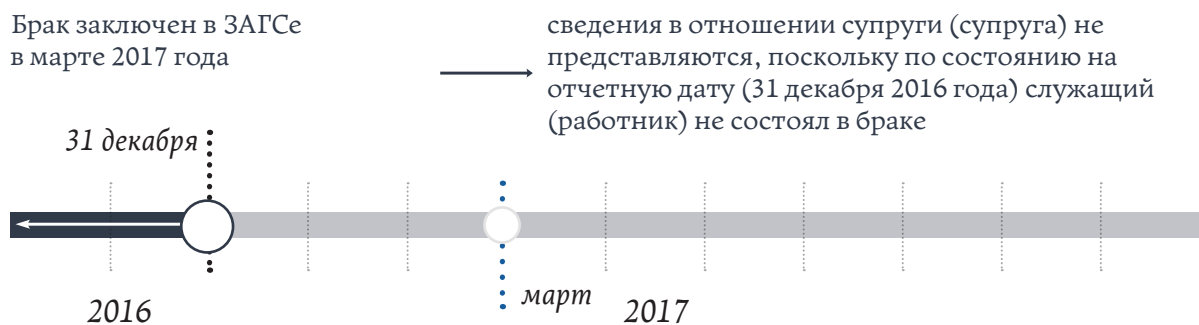 Брак заключен в ЗАГСе
в марте 2017 года
сведения в отношении супруги (супруга) не
представляются, поскольку по состоянию на
отчетную дату (31 декабря 2016 года) служащий
(работник) не состоял в браке
31 декабря
март
2016
2017